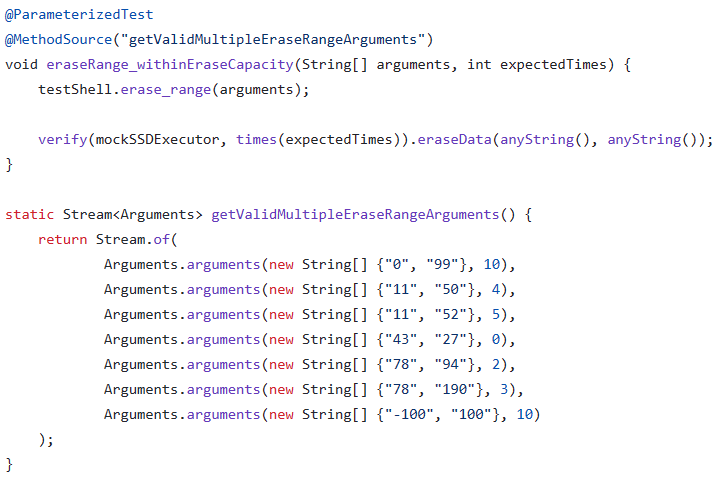 @ParameterizedTest
@MethodSource("getValidMultipleEraseRangeArguments")
void eraseRange_withinEraseCapacity(String[] arguments, int expectedTimes) {
    testShell.erase_range(arguments);

    verify(mockSSDExecutor, times(expectedTimes)).eraseData(anyString(), anyString());
}

static Stream<Arguments> getValidMultipleEraseRangeArguments() {
    return Stream.of(
            Arguments.arguments(new String[] {"0", "99"}, 10),
            Arguments.arguments(new String[] {"11", "50"}, 4),
            Arguments.arguments(new String[] {"11", "52"}, 5),
            Arguments.arguments(new String[] {"43", "27"}, 0),
            Arguments.arguments(new String[] {"78", "94"}, 2),
            Arguments.arguments(new String[] {"78", "190"}, 3),
            Arguments.arguments(new String[] {"-100", "100"}, 10)
    );
}